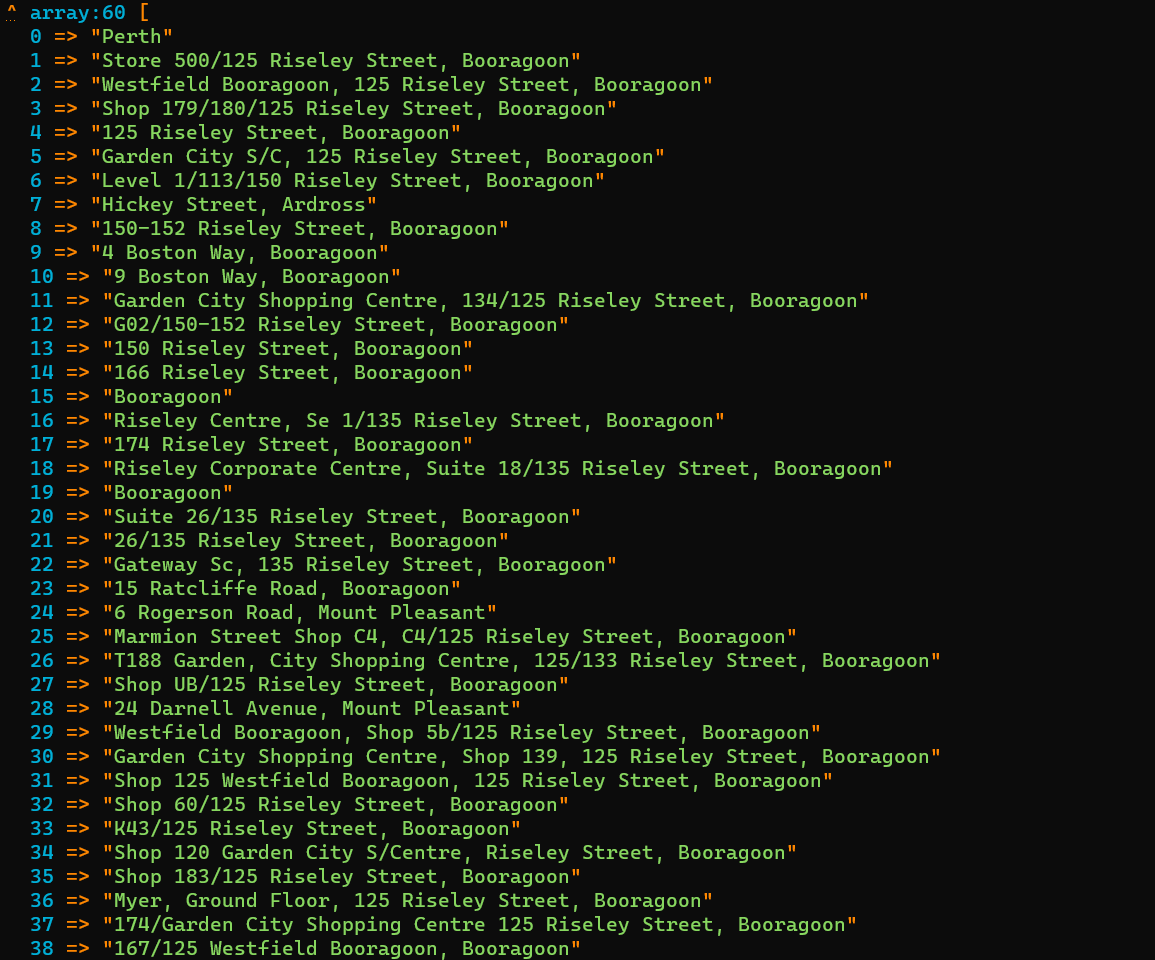 ^ array:60 [
0 => "Perth"
1 => "Store 500/125 Riseley Street, Booragoon"
2 => "Westfield Booragoon, 125 Riseley Street, Booragoon"
3 => "Shop 179/180/125 Riseley Street, Booragoon"
4 => "125 Riseley Street, Booragoon"
5 => "Garden City S/C, 125 Riseley Street, Booragoon"
6 => "Level 1/113/150 Riseley Street, Booragoon"
7 => "Hickey Street, Ardross"
8 => "150-152 Riseley Street, Booragoon"
9 => "4 Boston Way, Booragoon"
10 => "9 Boston Way, Booragoon"
11 => "Garden City Shopping Centre, 134/125 Riseley Street, Booragoon"
12 => "G02/150-152 Riseley Street, Booragoon"
13 => "150 Riseley Street, Booragoon"
14 => "166 Riseley Street, Booragoon"
15 => "Booragoon"
16 => "Riseley Centre, Se 1/135 Riseley Street, Booragoon"
17 => "174 Riseley Street, Booragoon"
18 => "Riseley Corporate Centre, Suite 18/135 Riseley Street, Booragoon"
19 => "Booragoon"
20 => "Suite 26/135 Riseley Street, Booragoon"
21 => "26/135 Riseley Street, Booragoon"
22 => "Gateway Sc, 135 Riseley Street, Booragoon"
23 => "15 Ratcliffe Road, Booragoon"
24 => "6 Rogerson Road, Mount Pleasant"
25 => "Marmion Street Shop C4, C4/125 Riseley Street, Booragoon"
26 => "T188 Garden, City Shopping Centre, 125/133 Riseley Street, Booragoon"
27 => "Shop UB/125 Riseley Street, Booragoon"
28 => "24 Darnell Avenue, Mount Pleasant"
29 => "Westfield Booragoon, Shop 5b/125 Riseley Street, Booragoon"
30 => "Garden City Shopping Centre, Shop 139, 125 Riseley Street, Booragoon"
31 => "Shop 125 Westfield Booragoon, 125 Riseley Street, Booragoon"
32 => "Shop 60/125 Riseley Street, Booragoon"
33 => "K43/125 Riseley Street, Booragoon"
34 => "Shop 120 Garden City S/Centre, Riseley Street, Booragoon"
35 => "Shop 183/125 Riseley Street, Booragoon"
36 => "Myer, Ground Floor, 125 Riseley Street, Booragoon"
37 => "174/Garden City Shopping Centre 125 Riseley Street, Booragoon"
38 => "167/125 Westfield Booragoon, Booragoon"